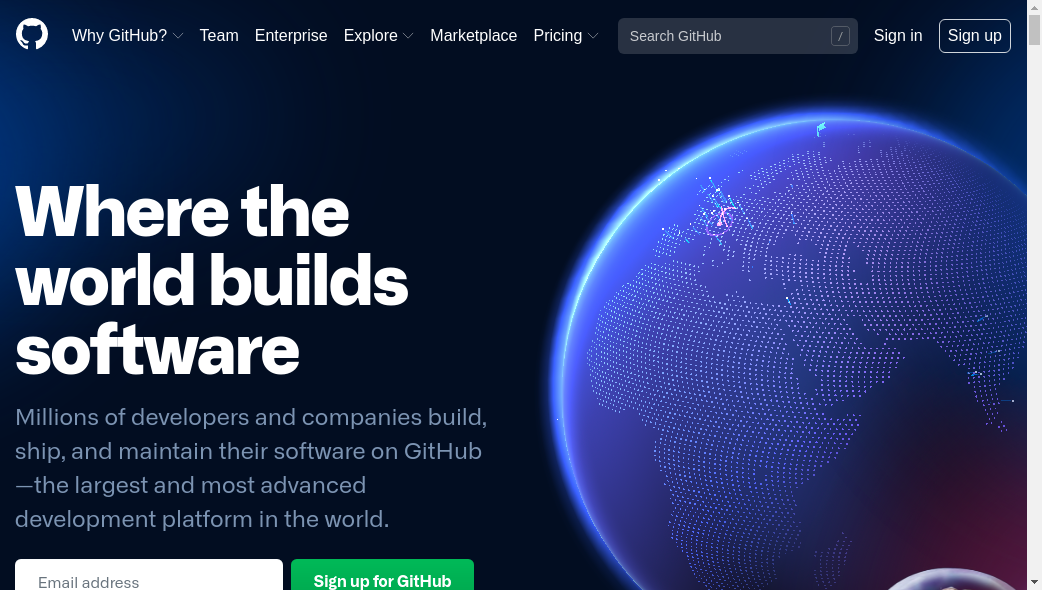 Why GitHub? Team Enterprise Explore Marketplace Pricing Search GitHub / Sign in Sign up
Where the
world builds
software
Millions of developers and companies build,
ship, and maintain their software on GitHub
—the largest and most advanced
development platform in the world.
Email address Sign up for GitHub